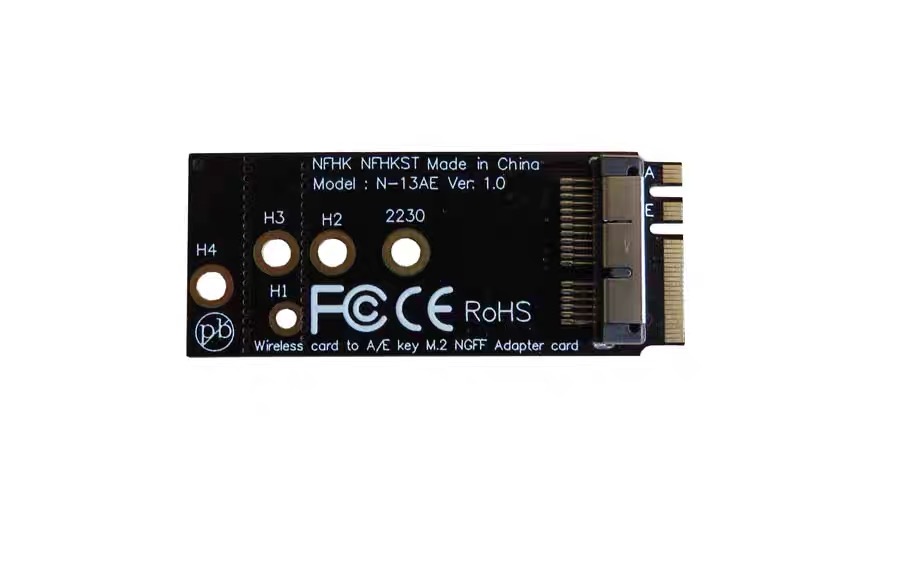 NFHK NFHKST Made in China
Model : N-13AE Ver: 1.0
A
E
H3
H2
2230
H4
H1
FC CE RoHS
pb
Wireless card to A/E key M.2 NGFF Adapter card